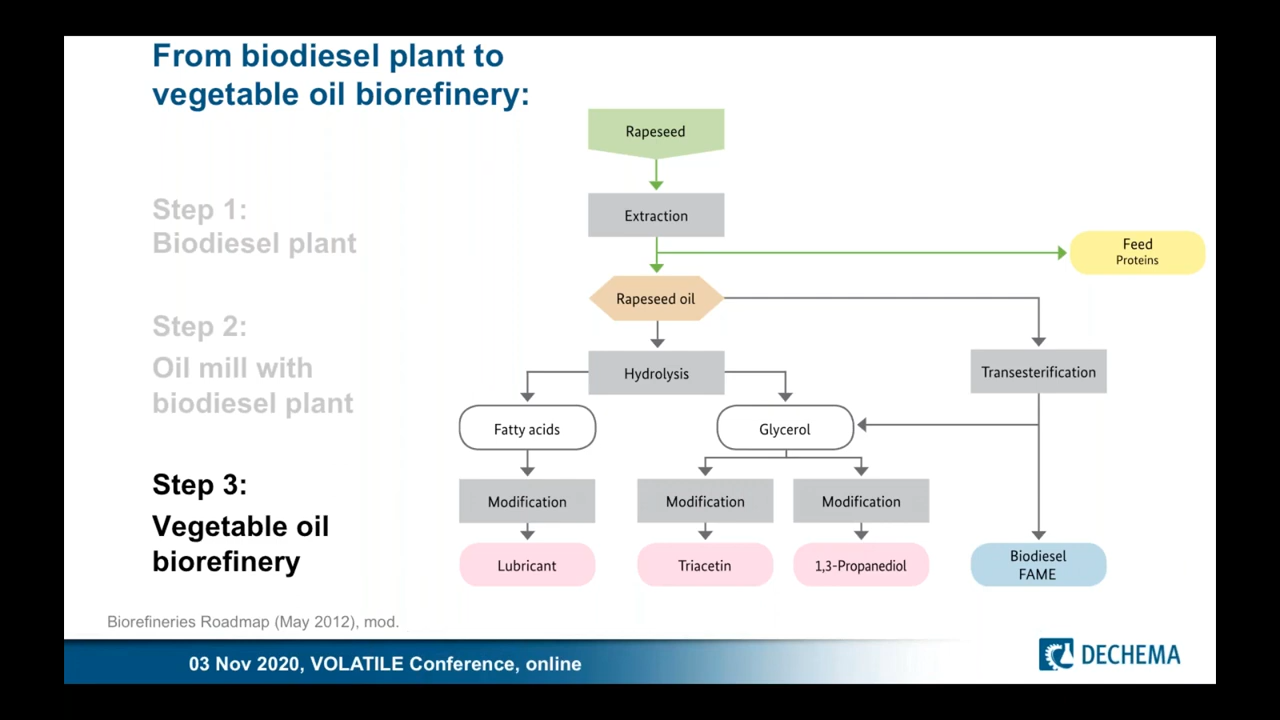 From biodiesel plant to
vegetable oil biorefinery:
Step 1:
Biodiesel plant
Step 2:
Oil mill with
biodiesel plant
Step 3:
Vegetable oil
biorefinery
Rapeseed
Extraction
Feed
Proteins
Rapeseed oil
Hydrolysis
Transesterification
Fatty acids
Glycerol
Modification
Modification
Modification
Lubricant
Triacetin
1,3-Propanediol
Biodiesel
FAME
Biorefineries Roadmap (May 2012), mod.
03 Nov 2020, VOLATILE Conference, online
DECHEMA